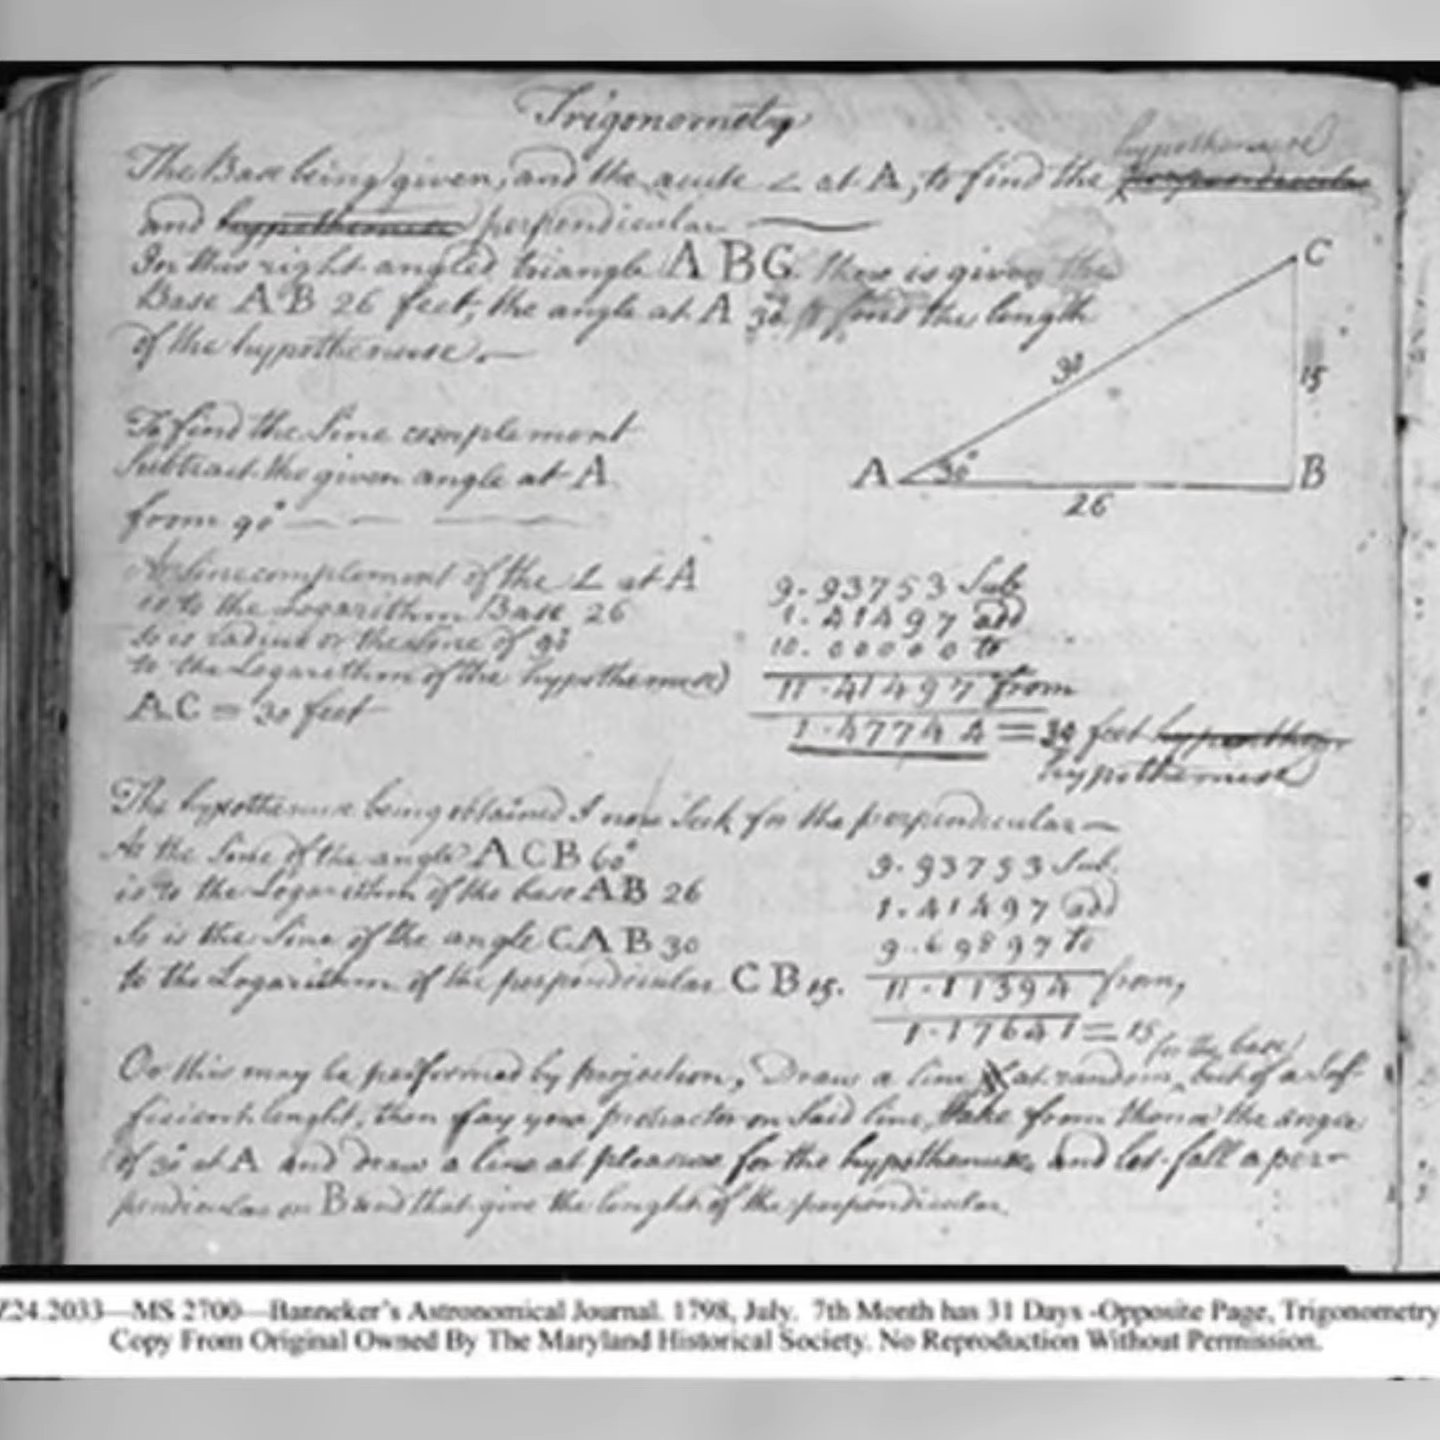 Trigonometry
hypothenuse
The Base being given, and the acute ∠ at A, to find the perpendicular
and hypothenuse perpendicular
In this right angled triangle ABC. there is given the
Base AB 26 feet, the angle at A 30° to find the length
of the hypothenuse.
C
30
15
A
30°
B
26
To find the Sine complement
Subtract the given angle at A
from 90°
As Sine complement of the ∠ at A 9.93753 Sub
is to the Logarithm Base 26 1.41497 add
So is radius or the Sine of 90° 10.00000 to
to the Logarithm of the hypothenuse 11.41497 from
AC = 30 feet 1.47744 = 30 feet
hypothenuse
The hypothenuse being obtained I now Seek for the perpendicular
As the Sine of the angle ACB 60° 9.93753 Sub.
is to the Logarithm of the base AB 26 1.41497 add
So is the Sine of the angle CAB 30 9.69897 to
to the Logarithm of the perpendicular CB 15. 11.11394 from,
1.17641 = 15
for the base
Or this may be performed by projection, Draw a line at random, but of a suf-
ficient lenght, then lay your protractor on Said line, take from thence the angle
of 30° at A and draw a line at pleasure for the hypothenuse, and let fall a per-
pendicular on B and that give the lenght of the perpendicular.
Z24.2033—MS 2700—Banneker's Astronomical Journal. 1798, July. 7th Month has 31 Days -Opposite Page, Trigonometry
Copy From Original Owned By The Maryland Historical Society. No Reproduction Without Permission.